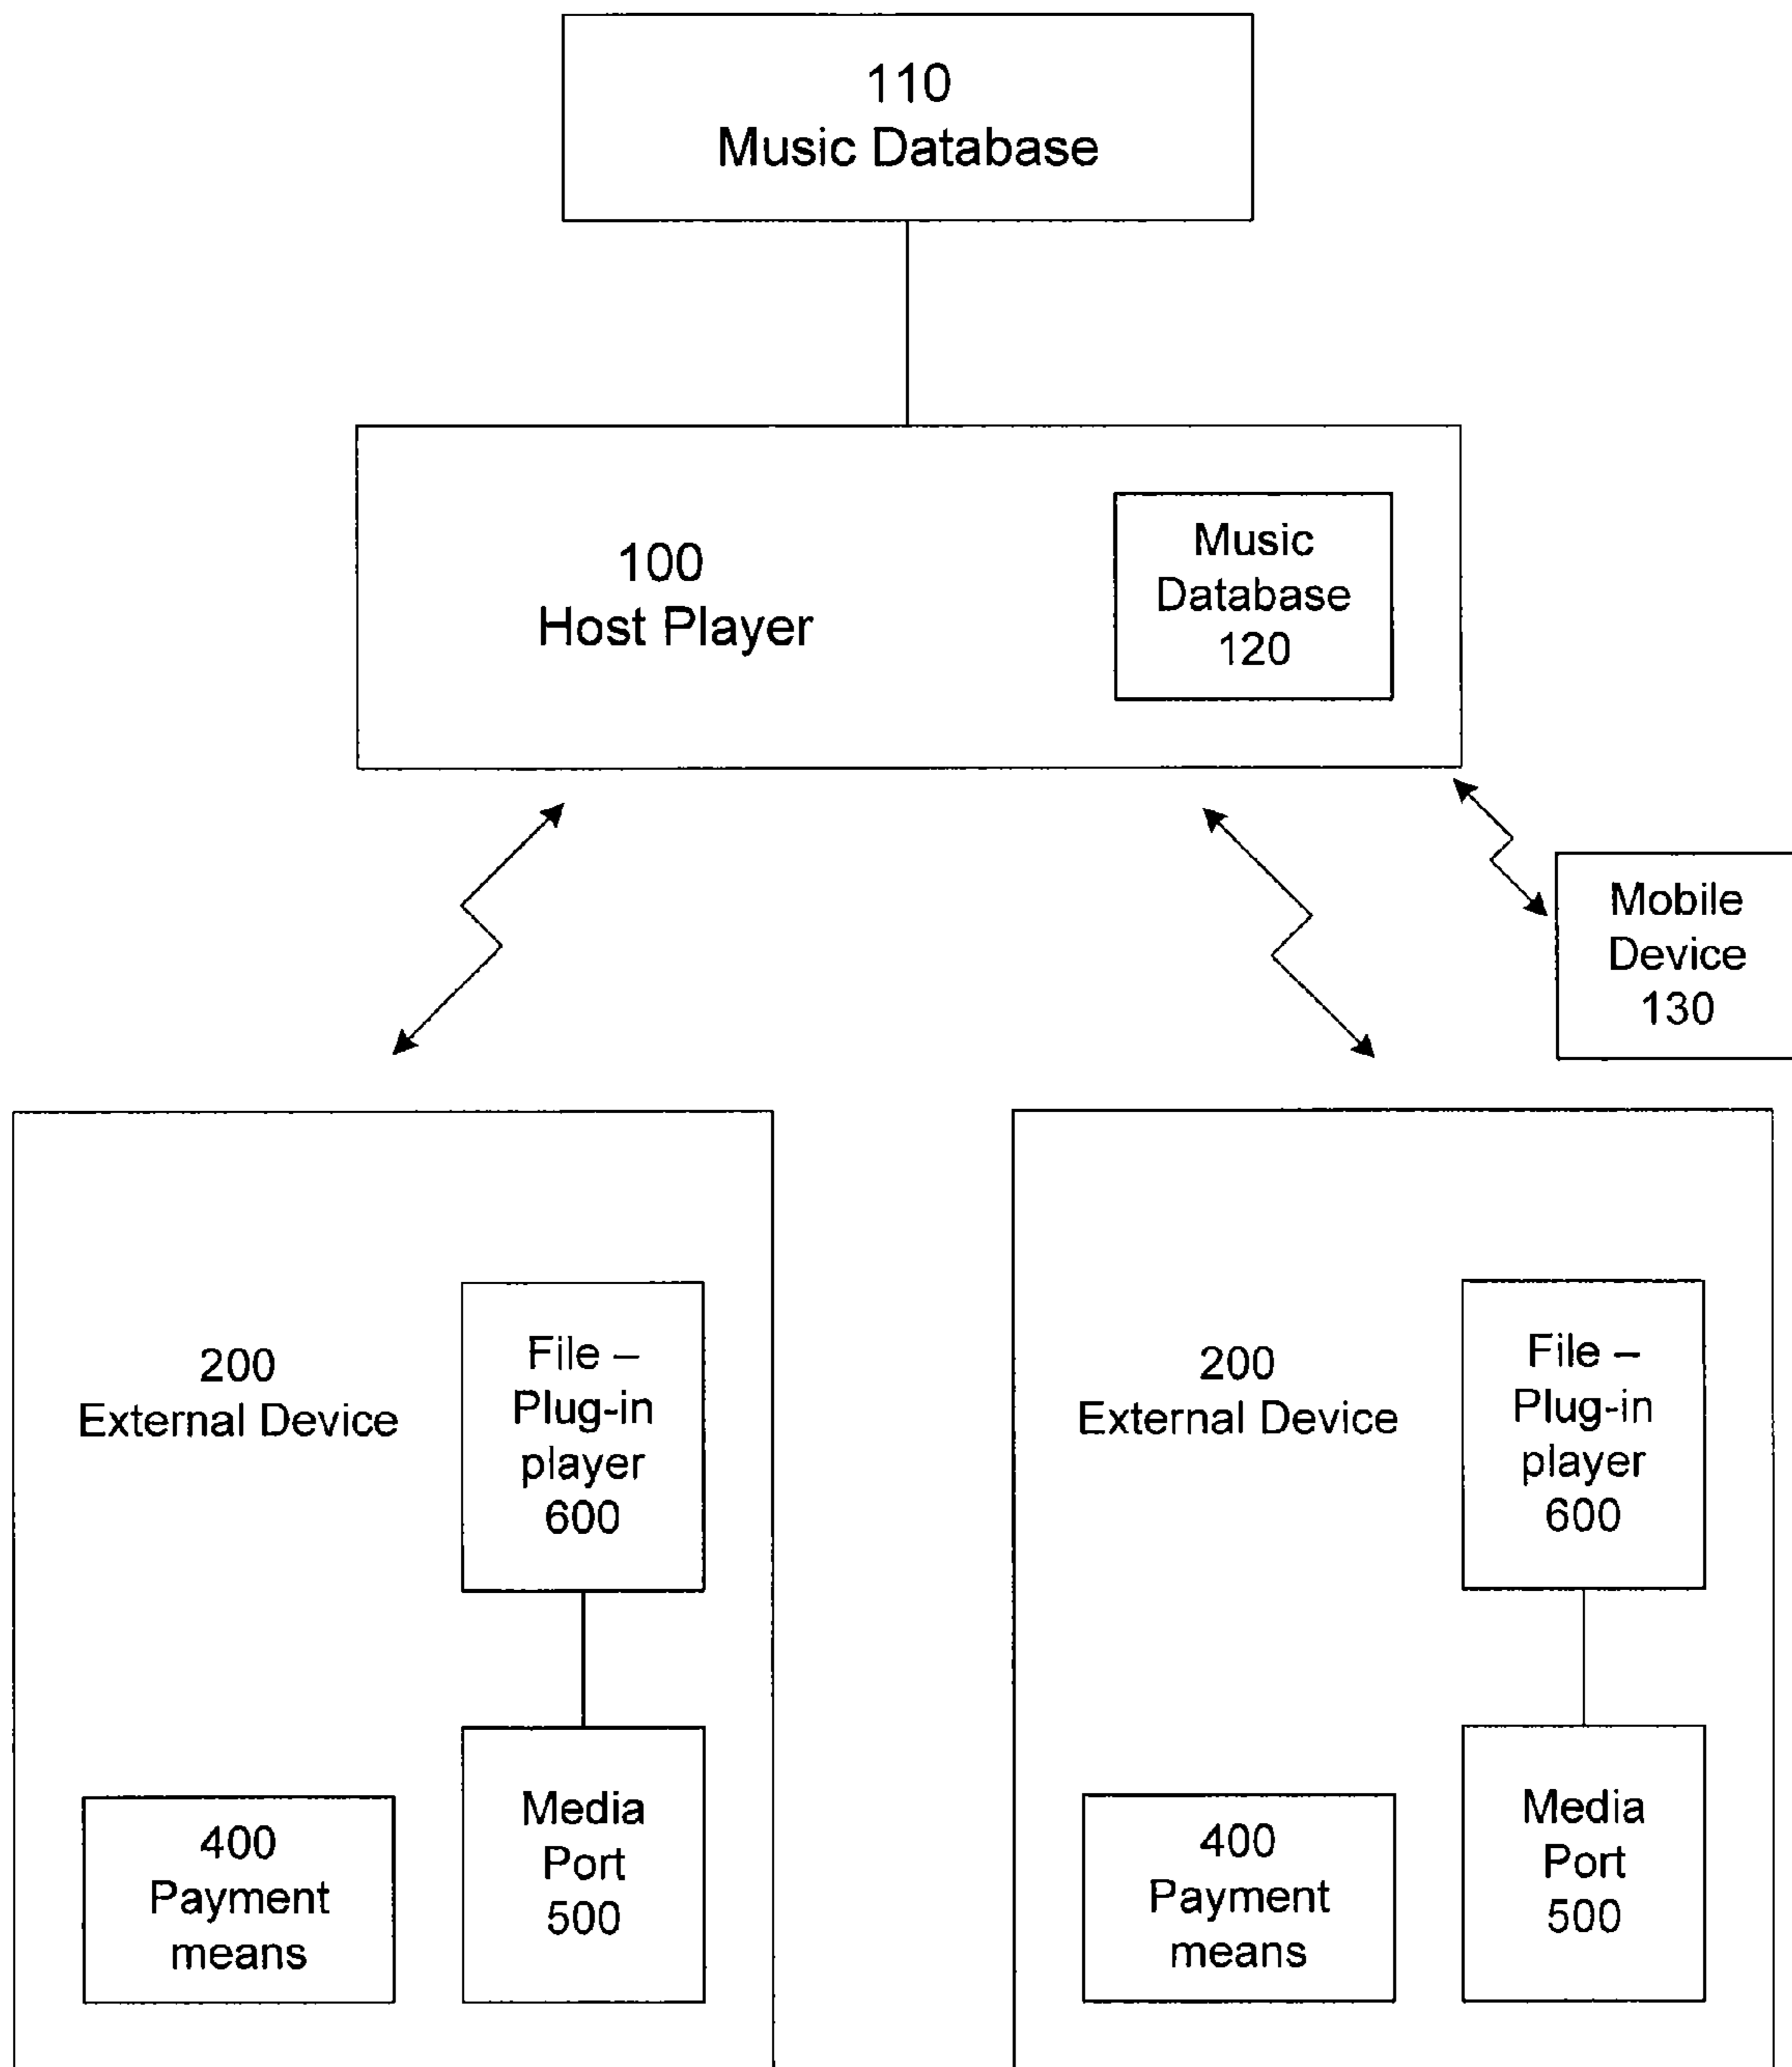 110
Music Database
100
Host Player
Music
Database
120
Mobile
Device
130
200
External Device
File –
Plug-in
player
600
400
Payment
means
Media
Port
500
200
External Device
File –
Plug-in
player
600
400
Payment
means
Media
Port
500